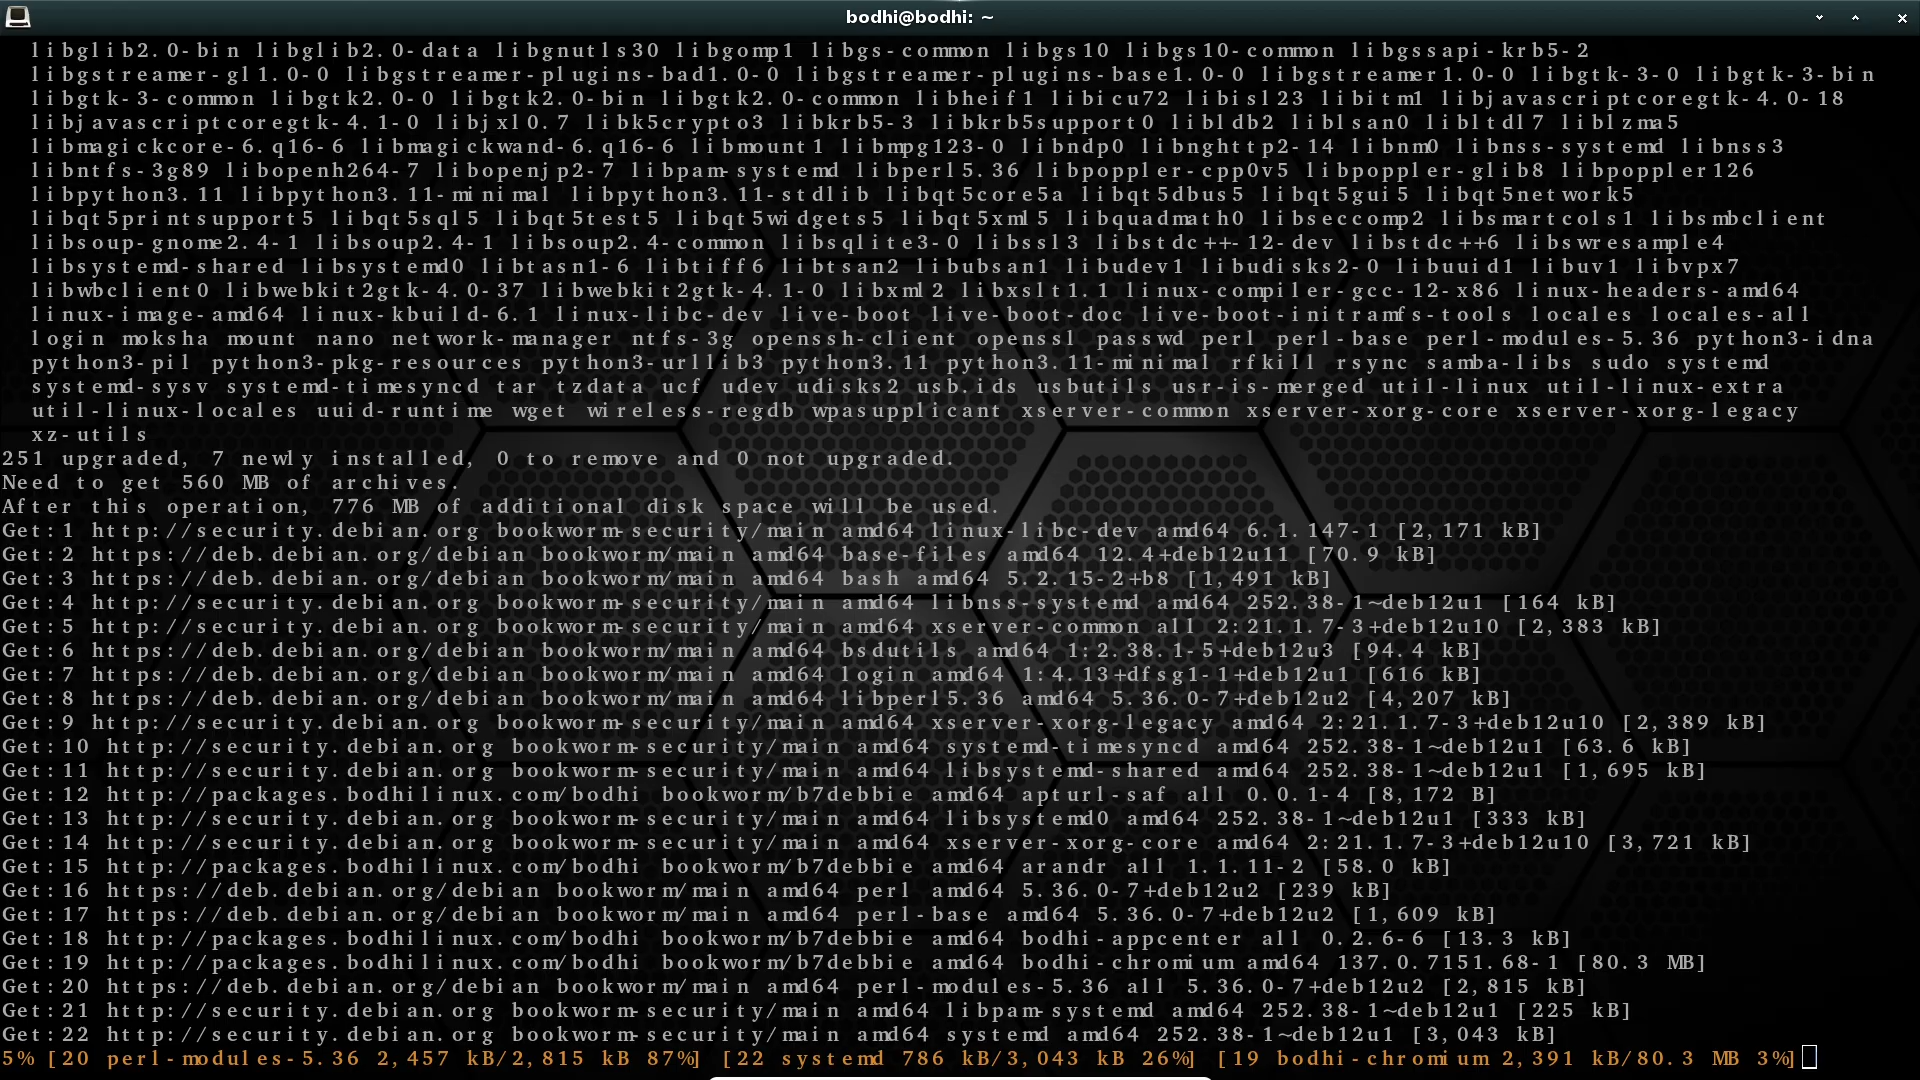 bodhi@bodhi: ~
libglib2.0-bin libglib2.0-data libgnutls30 libgomp1 libgs-common libgs10 libgs10-common libgssapi-krb5-2
libgstreamer-gl1.0-0 libgstreamer-plugins-bad1.0-0 libgstreamer-plugins-base1.0-0 libgstreamer1.0-0 libgtk-3-0 libgtk-3-bin
libgtk-3-common libgtk2.0-0 libgtk2.0-bin libgtk2.0-common libheif1 libicu72 libisl23 libitm1 libjavascriptcoregtk-4.0-18
libjavascriptcoregtk-4.1-0 libjxl0.7 libk5crypto3 libkrb5-3 libkrb5support0 libldb2 liblsan0 libltdl7 liblzma5
libmagickcore-6.q16-6 libmagickwand-6.q16-6 libmount1 libmpg123-0 libndp0 libnghttp2-14 libnm0 libnss-systemd libnss3
libntfs-3g89 libopenh264-7 libopenjp2-7 libpam-systemd libperl5.36 libpoppler-cpp0v5 libpoppler-glib8 libpoppler126
libpython3.11 libpython3.11-minimal libpython3.11-stdlib libqt5core5a libqt5dbus5 libqt5gui5 libqt5network5
libqt5printsupport5 libqt5sql5 libqt5test5 libqt5widgets5 libqt5xml5 libquadmath0 libseccomp2 libsmartcols1 libsmbclient
libsoup-gnome2.4-1 libsoup2.4-1 libsoup2.4-common libsqlite3-0 libssl3 libstdc++-12-dev libstdc++6 libswresample4
libsystemd-shared libsystemd0 libtasn1-6 libtiff6 libtsan2 libubsan1 libudev1 libudisks2-0 libuuid1 libuv1 libvpx7
libwbclient0 libwebkit2gtk-4.0-37 libwebkit2gtk-4.1-0 libxml2 libxslt1.1 linux-compiler-gcc-12-x86 linux-headers-amd64
linux-image-amd64 linux-kbuild-6.1 linux-libc-dev live-boot live-boot-doc live-boot-initramfs-tools locales locales-all
login moksha mount nano network-manager ntfs-3g openssh-client openssl passwd perl perl-base perl-modules-5.36 python3-idna
python3-pil python3-pkg-resources python3-urllib3 python3.11 python3.11-minimal rfkill rsync samba-libs sudo systemd
systemd-sysv systemd-timesyncd tar tzdata ucf udev udisks2 usb.ids usbutils usr-is-merged util-linux util-linux-extra
util-linux-locales uuid-runtime wget wireless-regdb wpasupplicant xserver-common xserver-xorg-core xserver-xorg-legacy
xz-utils
251 upgraded, 7 newly installed, 0 to remove and 0 not upgraded.
Need to get 560 MB of archives.
After this operation, 776 MB of additional disk space will be used.
Get:1 http://security.debian.org bookworm-security/main amd64 linux-libc-dev amd64 6.1.147-1 [2,171 kB]
Get:2 https://deb.debian.org/debian bookworm/main amd64 base-files amd64 12.4+deb12u11 [70.9 kB]
Get:3 https://deb.debian.org/debian bookworm/main amd64 bash amd64 5.2.15-2+b8 [1,491 kB]
Get:4 http://security.debian.org bookworm-security/main amd64 libnss-systemd amd64 252.38-1~deb12u1 [164 kB]
Get:5 http://security.debian.org bookworm-security/main amd64 xserver-common all 2:21.1.7-3+deb12u10 [2,383 kB]
Get:6 https://deb.debian.org/debian bookworm/main amd64 bsdutils amd64 1:2.38.1-5+deb12u3 [94.4 kB]
Get:7 https://deb.debian.org/debian bookworm/main amd64 login amd64 1:4.13+dfsg1-1+deb12u1 [616 kB]
Get:8 https://deb.debian.org/debian bookworm/main amd64 libperl5.36 amd64 5.36.0-7+deb12u2 [4,207 kB]
Get:9 http://security.debian.org bookworm-security/main amd64 xserver-xorg-legacy amd64 2:21.1.7-3+deb12u10 [2,389 kB]
Get:10 http://security.debian.org bookworm-security/main amd64 systemd-timesyncd amd64 252.38-1~deb12u1 [63.6 kB]
Get:11 http://security.debian.org bookworm-security/main amd64 libsystemd-shared amd64 252.38-1~deb12u1 [1,695 kB]
Get:12 http://packages.bodhilinux.com/bodhi bookworm/b7debbie amd64 apturl-saf all 0.0.1-4 [8,172 B]
Get:13 http://security.debian.org bookworm-security/main amd64 libsystemd0 amd64 252.38-1~deb12u1 [333 kB]
Get:14 http://security.debian.org bookworm-security/main amd64 xserver-xorg-core amd64 2:21.1.7-3+deb12u10 [3,721 kB]
Get:15 http://packages.bodhilinux.com/bodhi bookworm/b7debbie amd64 arandr all 1.1.11-2 [58.0 kB]
Get:16 https://deb.debian.org/debian bookworm/main amd64 perl amd64 5.36.0-7+deb12u2 [239 kB]
Get:17 https://deb.debian.org/debian bookworm/main amd64 perl-base amd64 5.36.0-7+deb12u2 [1,609 kB]
Get:18 http://packages.bodhilinux.com/bodhi bookworm/b7debbie amd64 bodhi-appcenter all 0.2.6-6 [13.3 kB]
Get:19 http://packages.bodhilinux.com/bodhi bookworm/b7debbie amd64 bodhi-chromium amd64 137.0.7151.68-1 [80.3 MB]
Get:20 https://deb.debian.org/debian bookworm/main amd64 perl-modules-5.36 all 5.36.0-7+deb12u2 [2,815 kB]
Get:21 http://security.debian.org bookworm-security/main amd64 libpam-systemd amd64 252.38-1~deb12u1 [225 kB]
Get:22 http://security.debian.org bookworm-security/main amd64 systemd amd64 252.38-1~deb12u1 [3,043 kB]
5% [20 perl-modules-5.36 2,457 kB/2,815 kB 87%] [22 systemd 786 kB/3,043 kB 26%] [19 bodhi-chromium 2,391 kB/80.3 MB 3%]